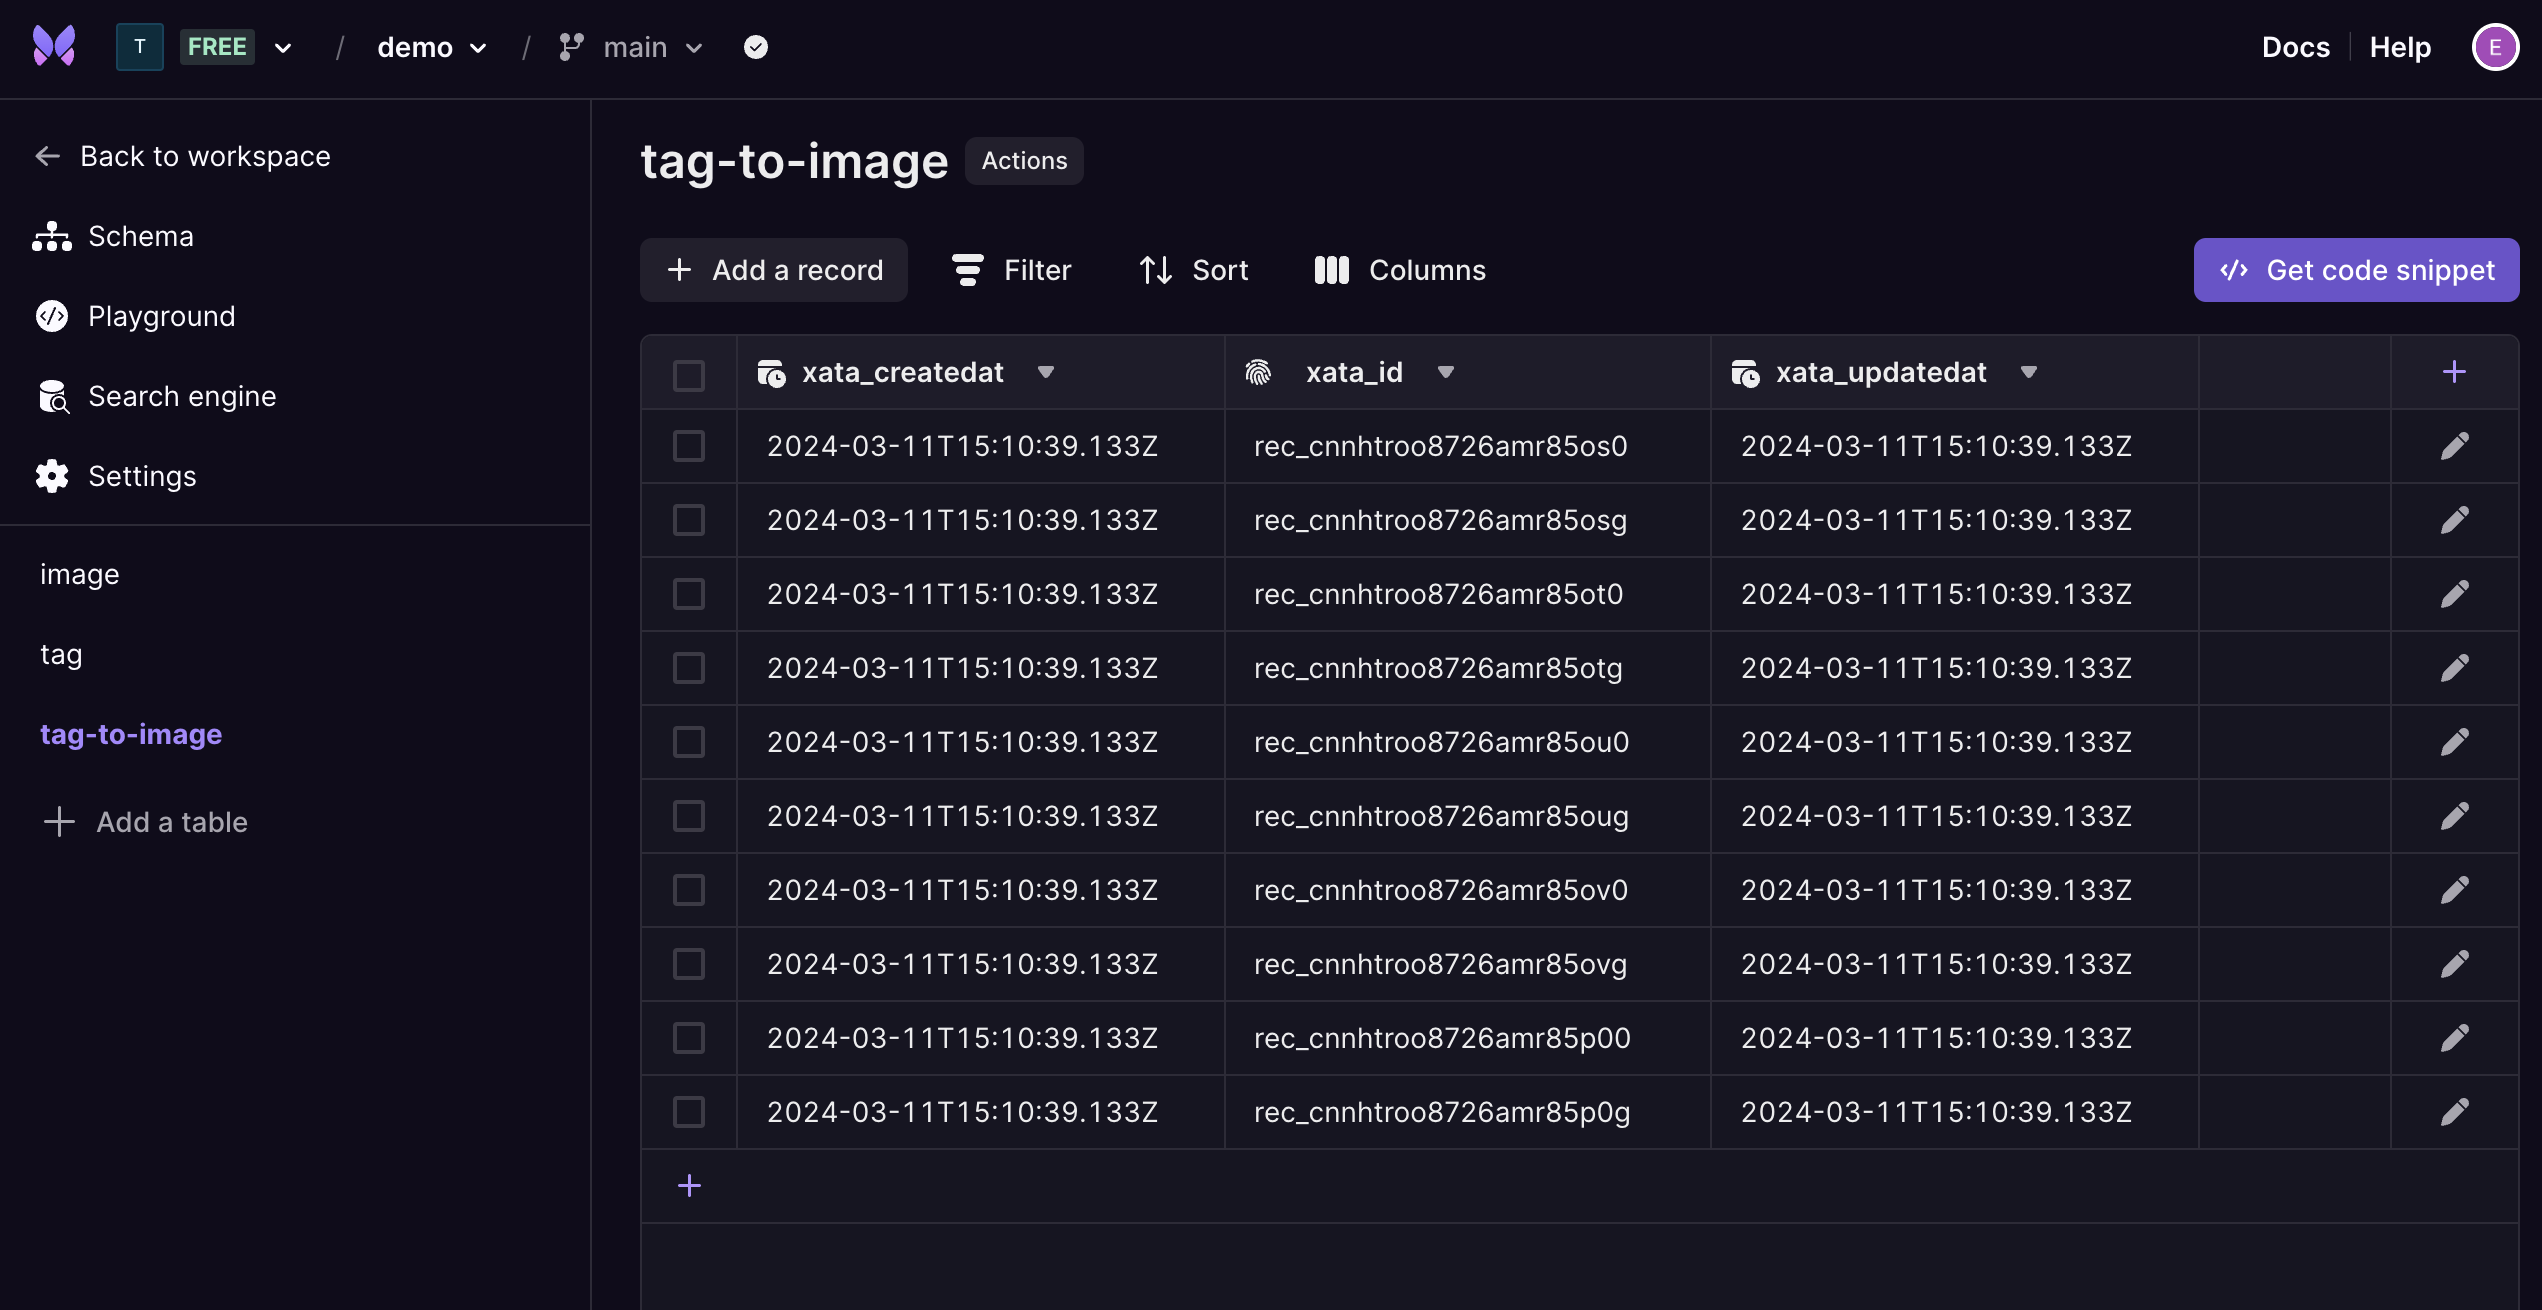 T FREE / demo / main Docs Help E
Back to workspace
Schema
Playground
Search engine
Settings
image
tag
tag-to-image
Add a table
tag-to-image Actions
Add a record Filter Sort Columns Get code snippet
xata_createdat xata_id xata_updatedat
2024-03-11T15:10:39.133Z rec_cnnhtroo8726amr85os0 2024-03-11T15:10:39.133Z
2024-03-11T15:10:39.133Z rec_cnnhtroo8726amr85osg 2024-03-11T15:10:39.133Z
2024-03-11T15:10:39.133Z rec_cnnhtroo8726amr85ot0 2024-03-11T15:10:39.133Z
2024-03-11T15:10:39.133Z rec_cnnhtroo8726amr85otg 2024-03-11T15:10:39.133Z
2024-03-11T15:10:39.133Z rec_cnnhtroo8726amr85ou0 2024-03-11T15:10:39.133Z
2024-03-11T15:10:39.133Z rec_cnnhtroo8726amr85oug 2024-03-11T15:10:39.133Z
2024-03-11T15:10:39.133Z rec_cnnhtroo8726amr85ov0 2024-03-11T15:10:39.133Z
2024-03-11T15:10:39.133Z rec_cnnhtroo8726amr85ovg 2024-03-11T15:10:39.133Z
2024-03-11T15:10:39.133Z rec_cnnhtroo8726amr85p00 2024-03-11T15:10:39.133Z
2024-03-11T15:10:39.133Z rec_cnnhtroo8726amr85p0g 2024-03-11T15:10:39.133Z